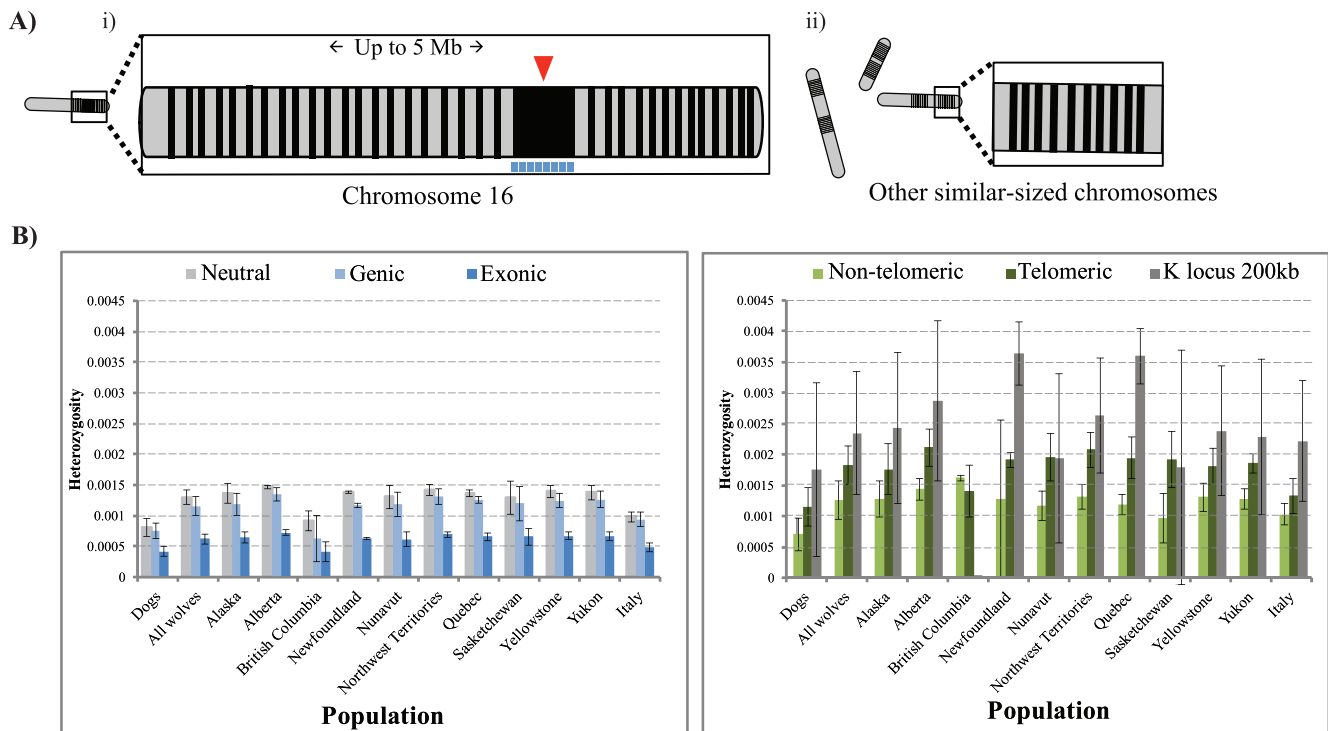 A)
i)
← Up to 5 Mb →
Chromosome 16
ii)
Other similar-sized chromosomes
B)
Neutral Genic Exonic
Heterozygosity
0.0045
0.004
0.0035
0.003
0.0025
0.002
0.0015
0.001
0.0005
0
Dogs
All wolves
Alaska
Alberta
British Columbia
Newfoundland
Nunavut
Northwest Territories
Quebec
Sasketchewan
Yellowstone
Yukon
Italy
Population
Non-telomeric Telomeric K locus 200kb
Heterozygosity
0.0045
0.004
0.0035
0.003
0.0025
0.002
0.0015
0.001
0.0005
0
Dogs
All wolves
Alaska
Alberta
British Columbia
Newfoundland
Nunavut
Northwest Territories
Quebec
Sasketchewan
Yellowstone
Yukon
Italy
Population